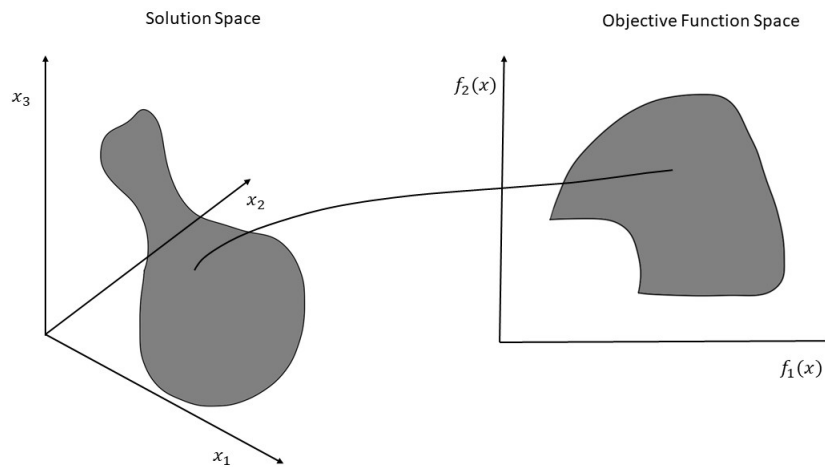 Solution Space
Objective Function Space
x₃
x₂
x₁
f₂(x)
f₁(x)